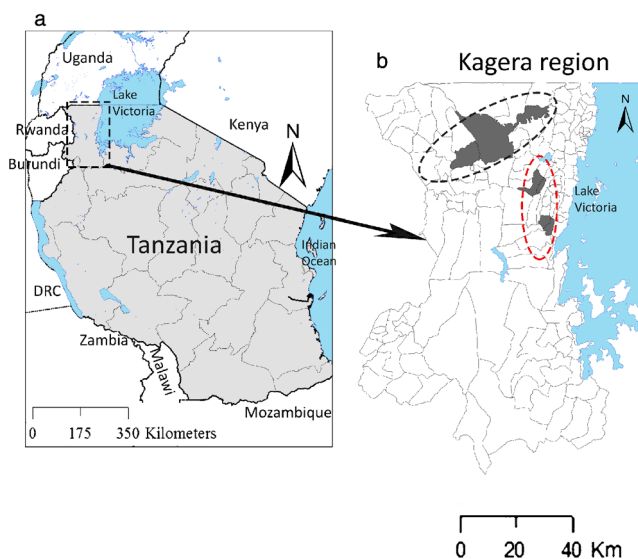 a
Uganda
Lake
Victoria
Rwanda
Kenya
N
Burundi
Tanzania
Indian
Ocean
DRC
Zambia
Malawi
Mozambique
0 175 350 Kilometers
b
Kagera region
N
Lake
Victoria
0 20 40 Km